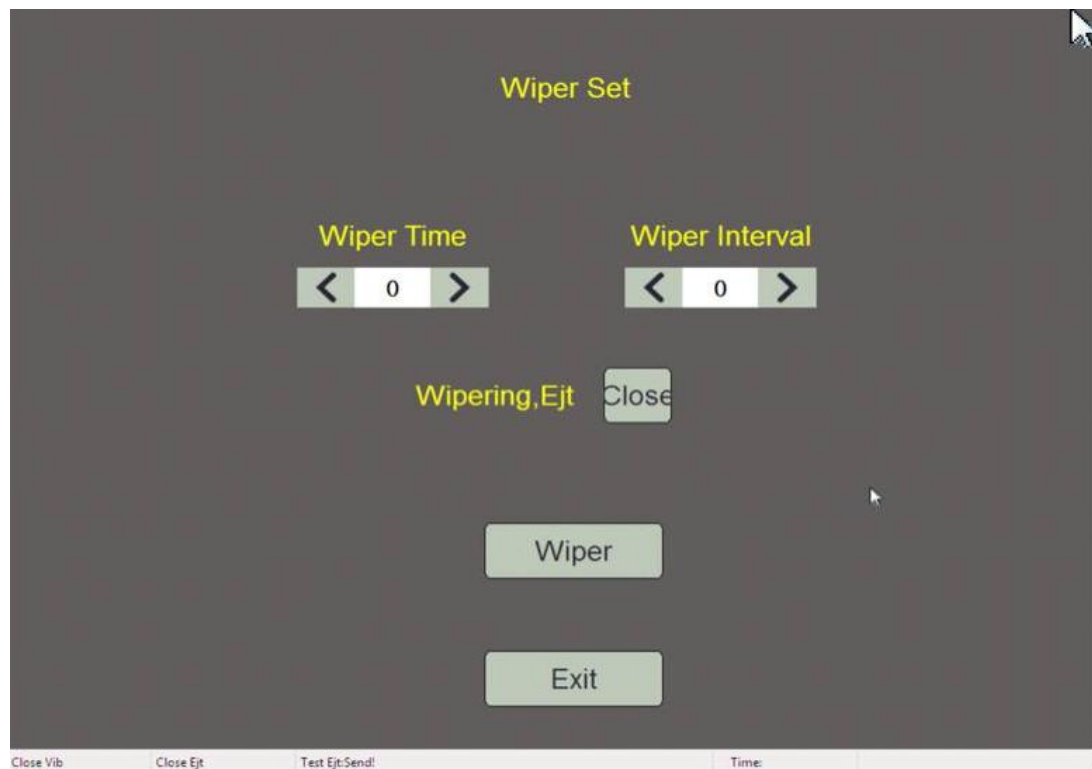 Wiper Set
Wiper Time Wiper Interval
0 0
Wipering,Ejt Close
Wiper
Exit
Close Vib Close Ejt Test Ejt:Send! Time: